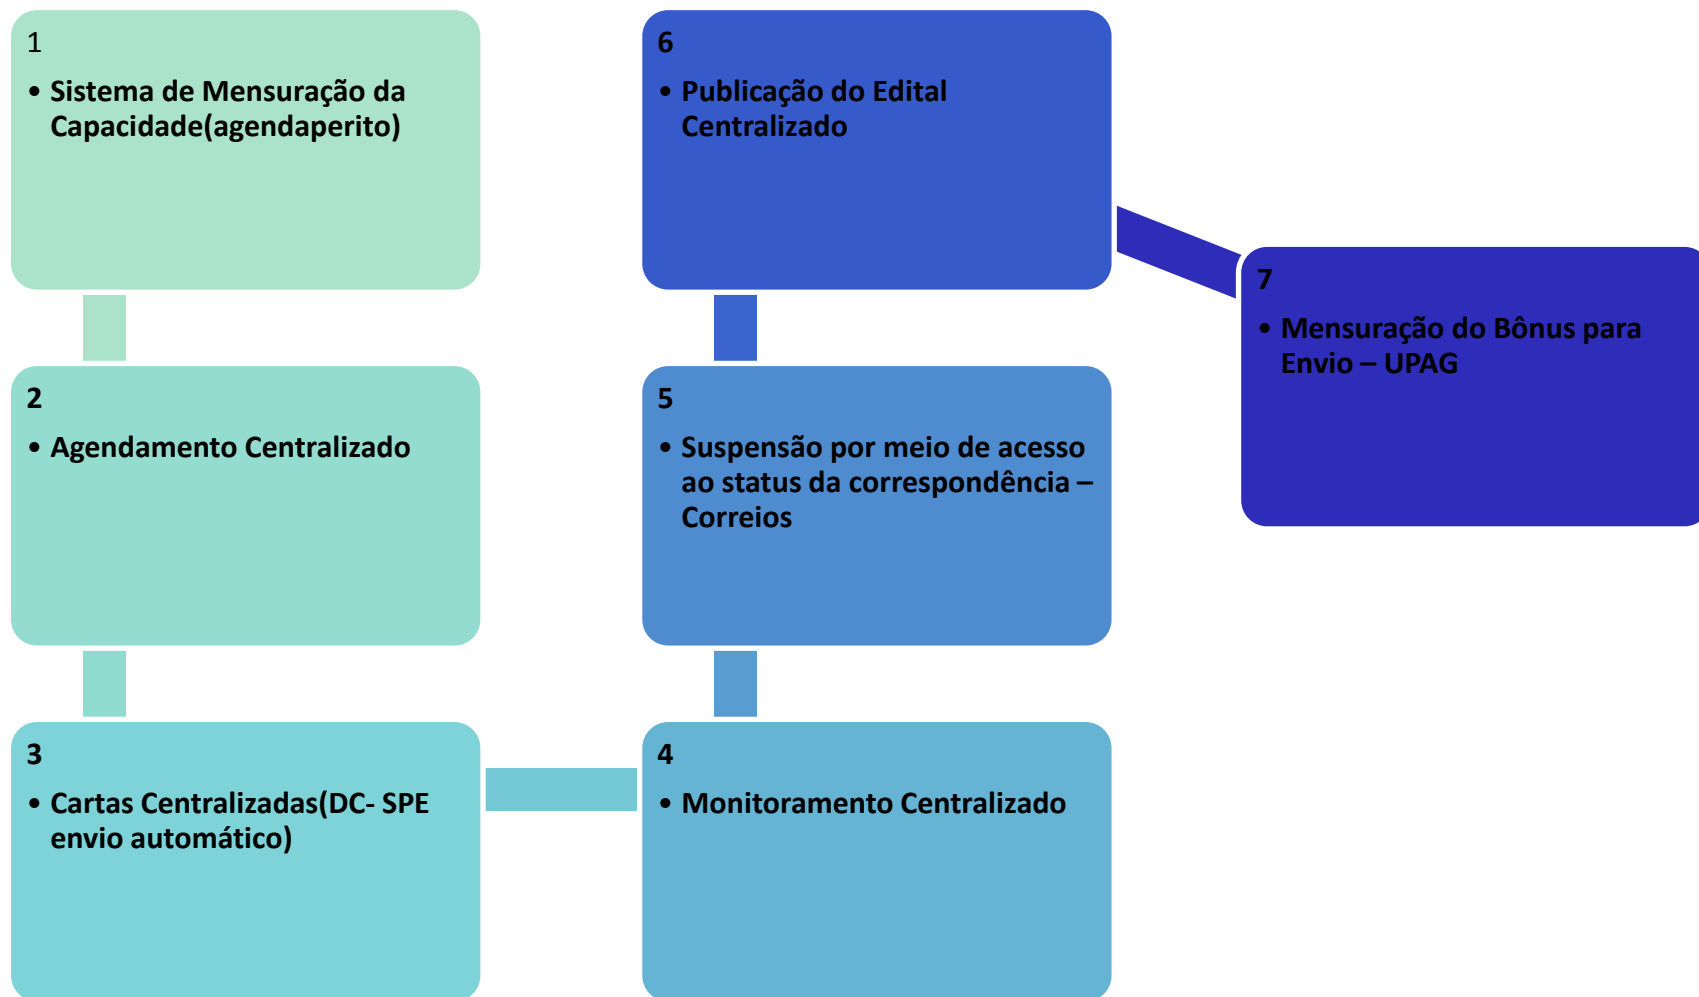 1
• Sistema de Mensuração da
Capacidade(agendaperito)
2
• Agendamento Centralizado
3
• Cartas Centralizadas(DC- SPE
envio automático)
4
• Monitoramento Centralizado
5
• Suspensão por meio de acesso
ao status da correspondência –
Correios
6
• Publicação do Edital
Centralizado
7
• Mensuração do Bônus para
Envio – UPAG